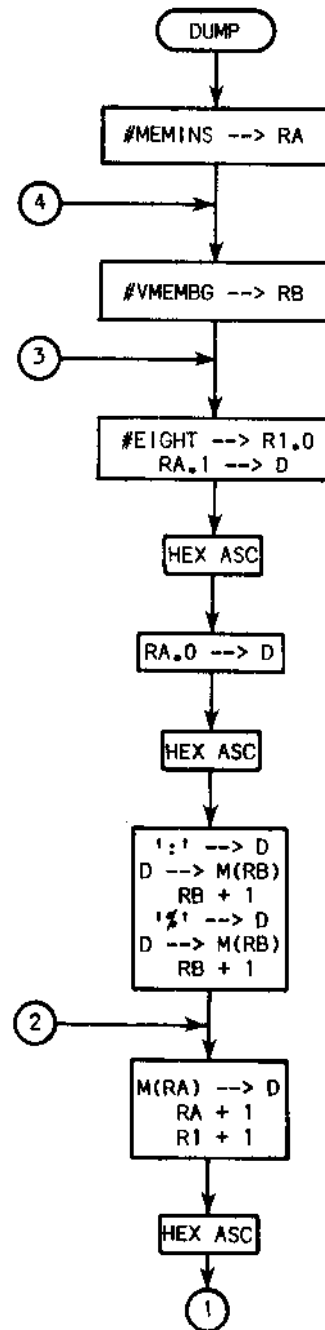 DUMP
#MEMINS --> RA
4
#VMEMBG --> RB
3
#EIGHT --> R1.0
RA.1 --> D
HEX ASC
RA.0 --> D
HEX ASC
':' --> D
D --> M(RB)
RB + 1
--> D
D --> M(RB)
RB + 1
2
M(RA) --> D
RA + 1
R1 + 1
HEX ASC
1